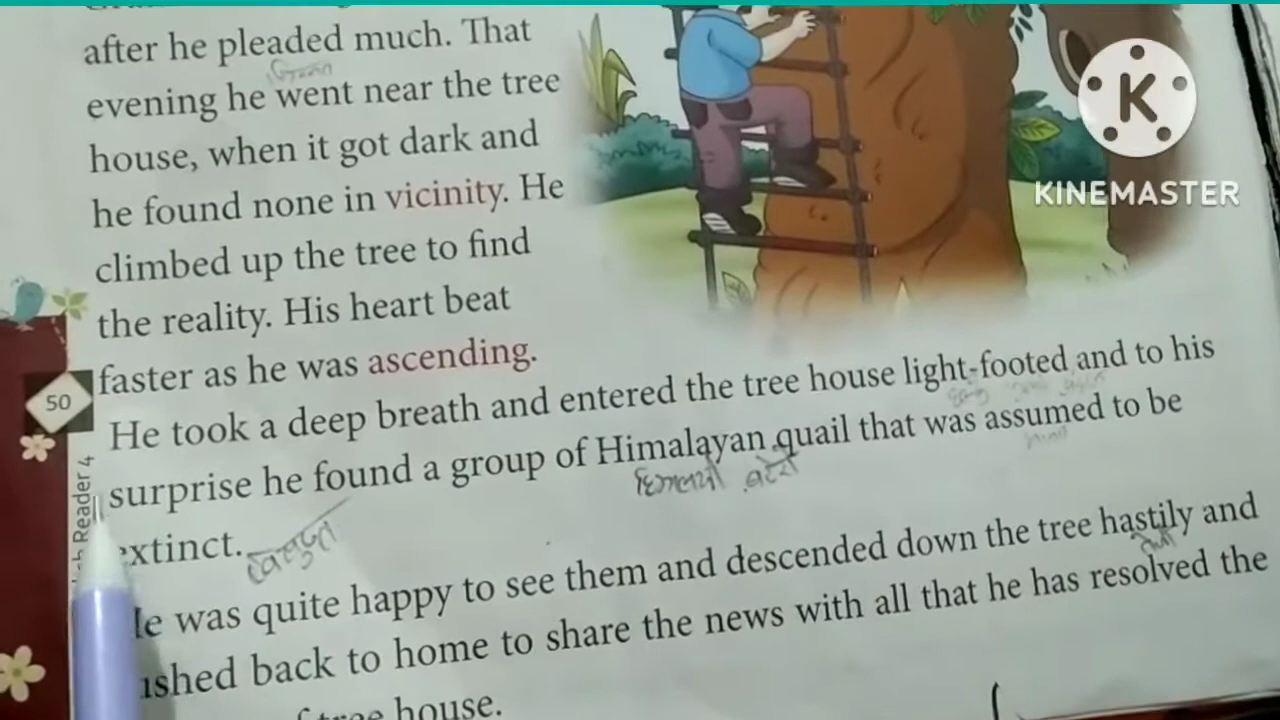 after he pleaded much. That
evening he went near the tree
house, when it got dark and
he found none in vicinity. He
climbed up the tree to find
the reality. His heart beat
faster as he was ascending.
He took a deep breath and entered the tree house light-footed and to his
surprise he found a group of Himalayan quail that was assumed to be
हिमालयी बटेर
extinct.
विलुप्त
was quite happy to see them and descended down the tree hastily and
back to home to share the news with all that he has resolved the
tree house.
50
Reader 4
K
KINEMASTER